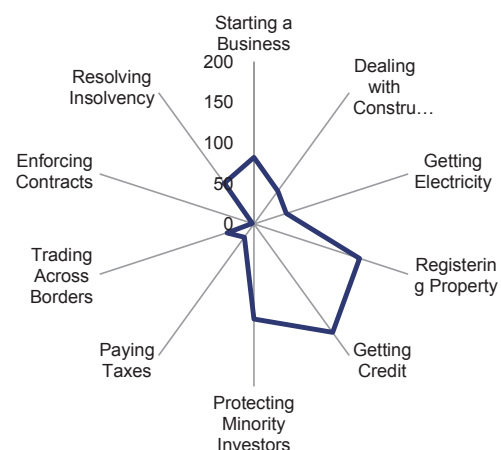 Starting a
Business
200
150
100
50
0
Dealing
with
Constru…
Getting
Electricity
Registerin
g Property
Getting
Credit
Protecting
Minority
Investors
Paying
Taxes
Trading
Across
Borders
Enforcing
Contracts
Resolving
Insolvency